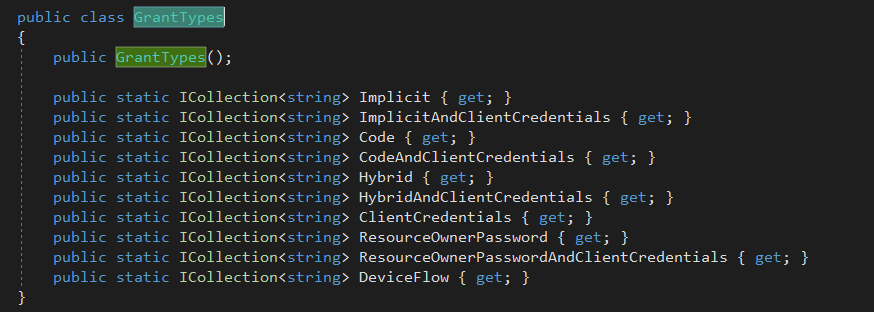 public class GrantTypes
{
public GrantTypes();
public static ICollection<string> Implicit { get; }
public static ICollection<string> ImplicitAndClientCredentials { get; }
public static ICollection<string> Code { get; }
public static ICollection<string> CodeAndClientCredentials { get; }
public static ICollection<string> Hybrid { get; }
public static ICollection<string> HybridAndClientCredentials { get; }
public static ICollection<string> ClientCredentials { get; }
public static ICollection<string> ResourceOwnerPassword { get; }
public static ICollection<string> ResourceOwnerPasswordAndClientCredentials { get; }
public static ICollection<string> DeviceFlow { get; }
}